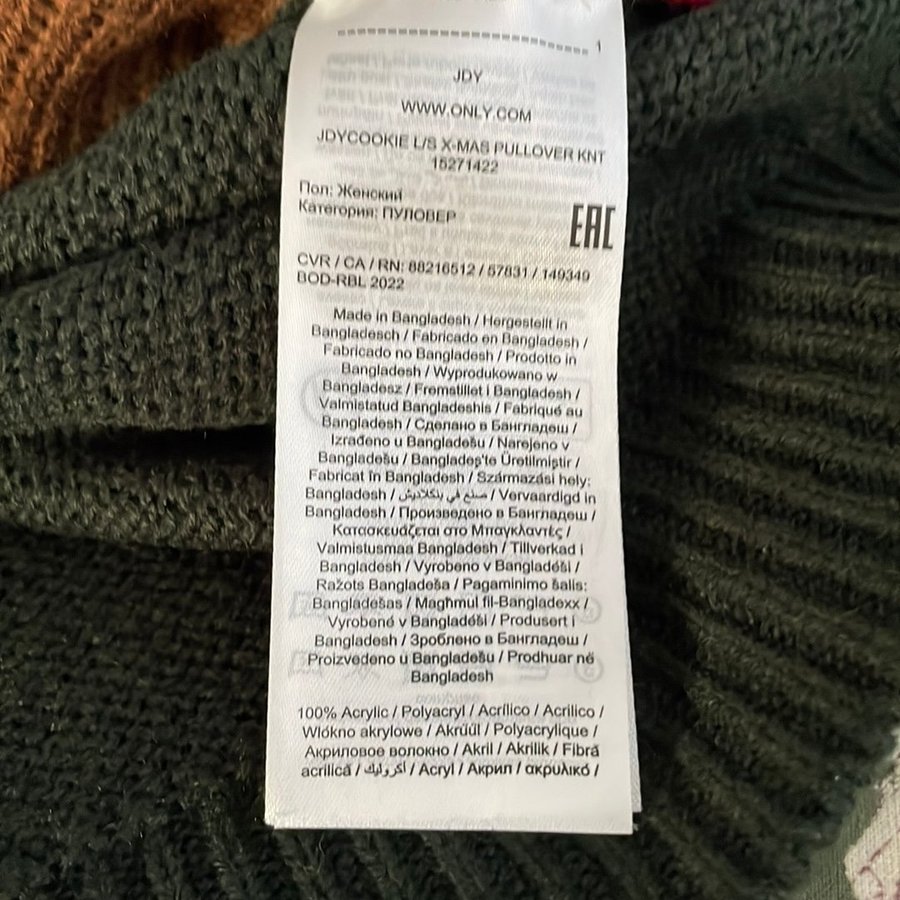 1
JDY
WWW.ONLY.COM
JDYCOOKIE L/S X-MAS PULLOVER KNT
15271422
Пол: Женский
Категория: ПУЛОВЕР
EAC
CVR / CA / RN: 88216512 / 57831 / 149349
BOD-RBL 2022
Made in Bangladesh / Hergestellt in
Bangladesch / Fabricado en Bangladesh /
Fabricado no Bangladesh / Prodotto in
Bangladesh / Wyprodukowano w
Bangladesz / Fremstillet i Bangladesh /
Valmistatud Bangladeshis / Fabriqué au
Bangladesh / Сделано в Бангладеш /
Izrađeno u Bangladešu / Narejeno v
Bangladešu / Bangladeş'te Üretilmiştir /
Fabricat în Bangladesh / Származási hely:
Bangladesh / صنع في بنكلاديش / Vervaardigd in
Bangladesh / Произведено в Бангладеш /
Κατασκευάζεται στο Μπαγκλαντές /
Valmistusmaa Bangladesh / Tillverkad i
Bangladesh / Vyrobeno v Bangladéši /
Ražots Bangladeša / Pagaminimo šalis:
Bangladešas / Magħmul fil-Bangladexx /
Vyrobené v Bangladéši / Produsert i
Bangladesh / Зроблено в Бангладеш /
Proizvedeno u Bangladešu / Prodhuar në
Bangladesh
100% Acrylic / Polyacryl / Acrílico / Acrilico /
Włókno akrylowe / Akrüül / Polyacrylique /
Акриловое волокно / Akril / Akrilik / Fibră
acrilică / أكروليك / Acryl / Акрил / ακρυλικό /